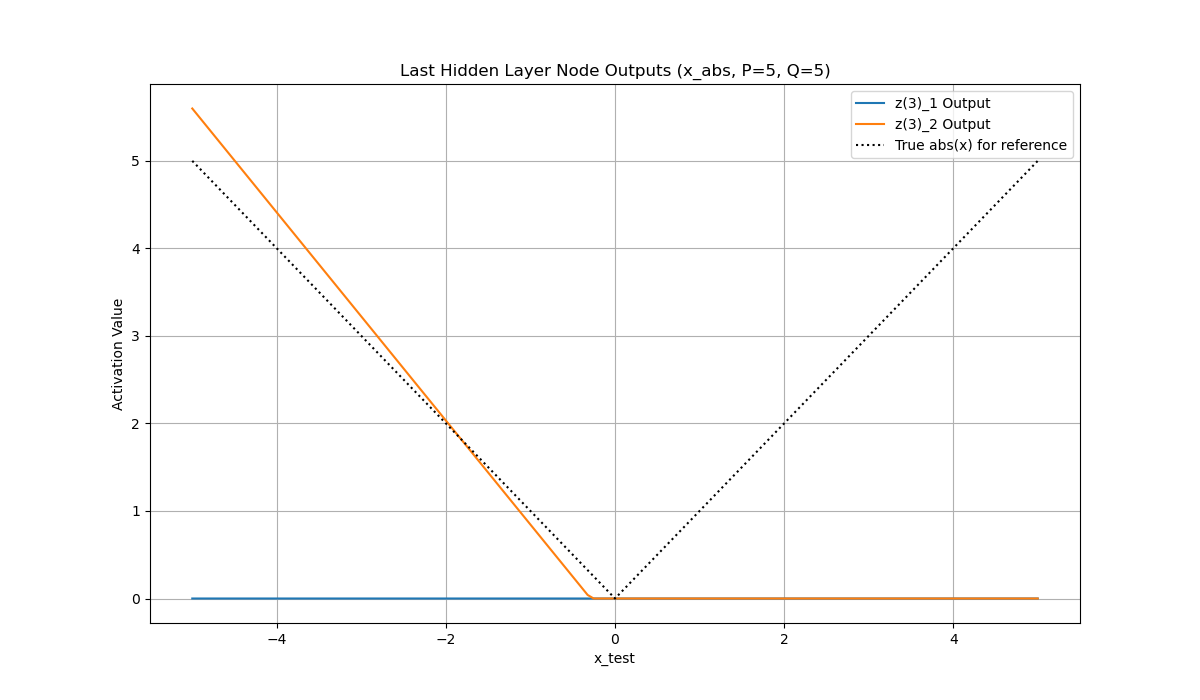 Last Hidden Layer Node Outputs (x_abs, P=5, Q=5)
z(3)_1 Output
z(3)_2 Output
True abs(x) for reference
Activation Value
5
4
3
2
1
0
−4
−2
0
2
4
x_test